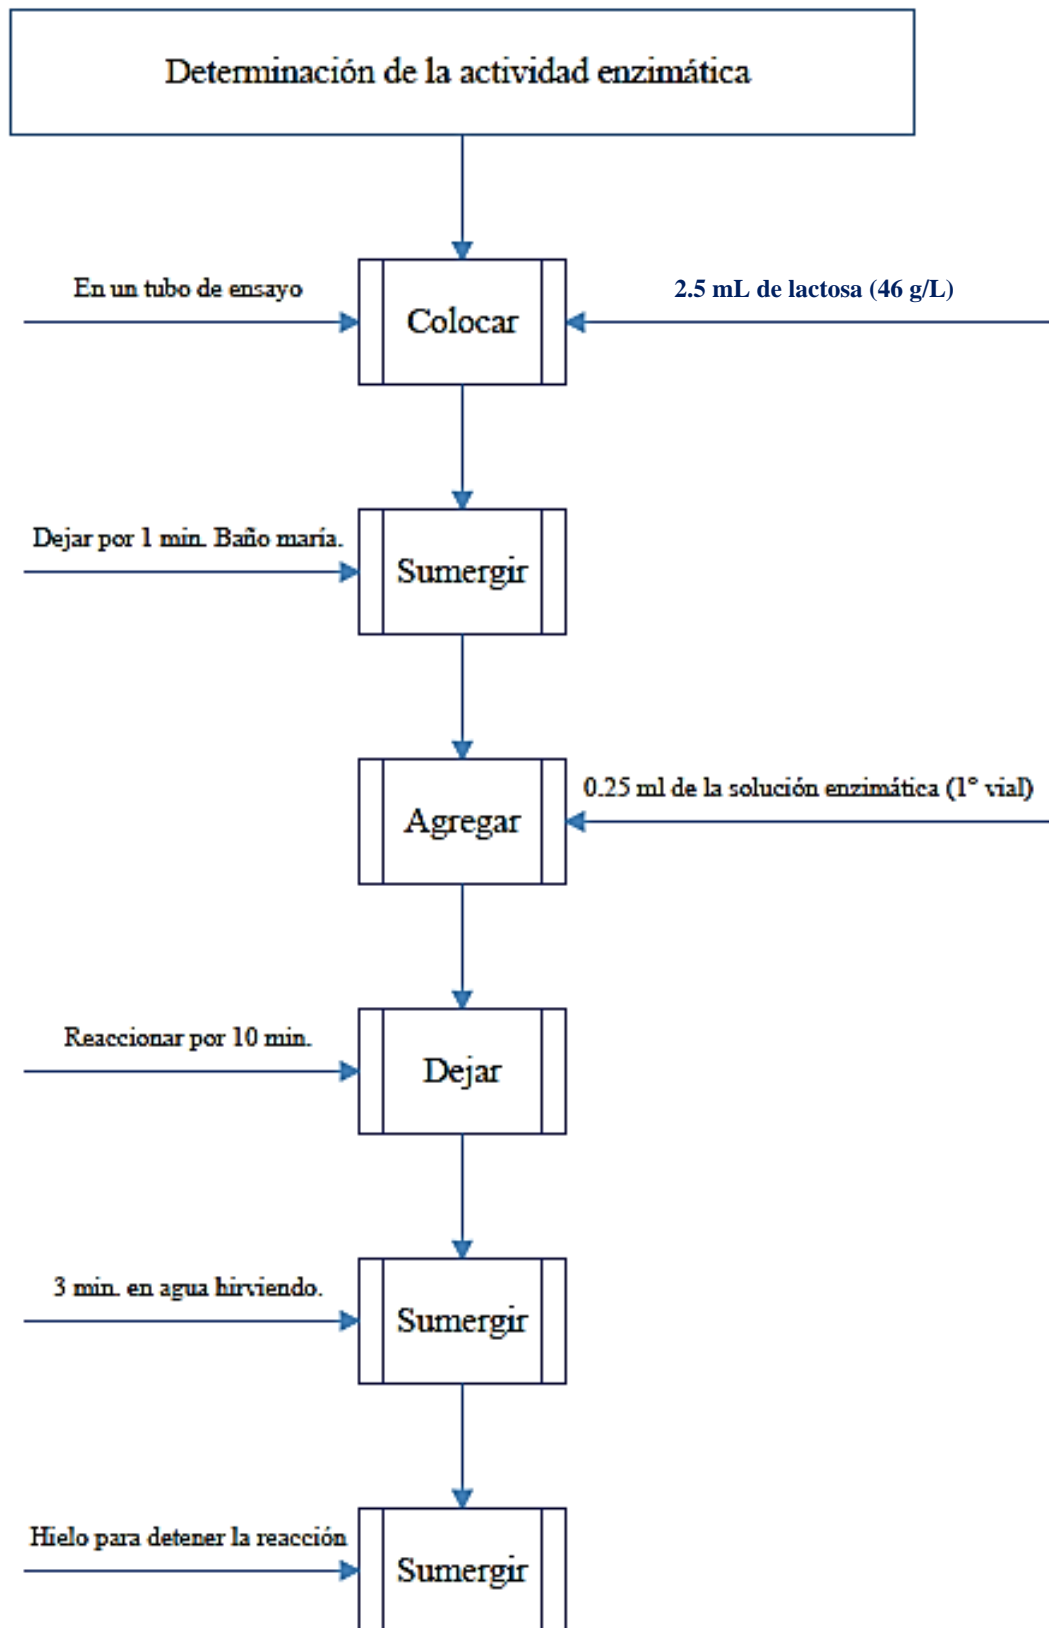 Determinación de la actividad enzimática
En un tubo de ensayo
Colocar
2.5 mL de lactosa (46 g/L)
Dejar por 1 min. Baño maría.
Sumergir
0.25 ml de la solución enzimática (1° vial)
Agregar
Reaccionar por 10 min.
Dejar
3 min. en agua hirviendo.
Sumergir
Hielo para detener la reacción
Sumergir